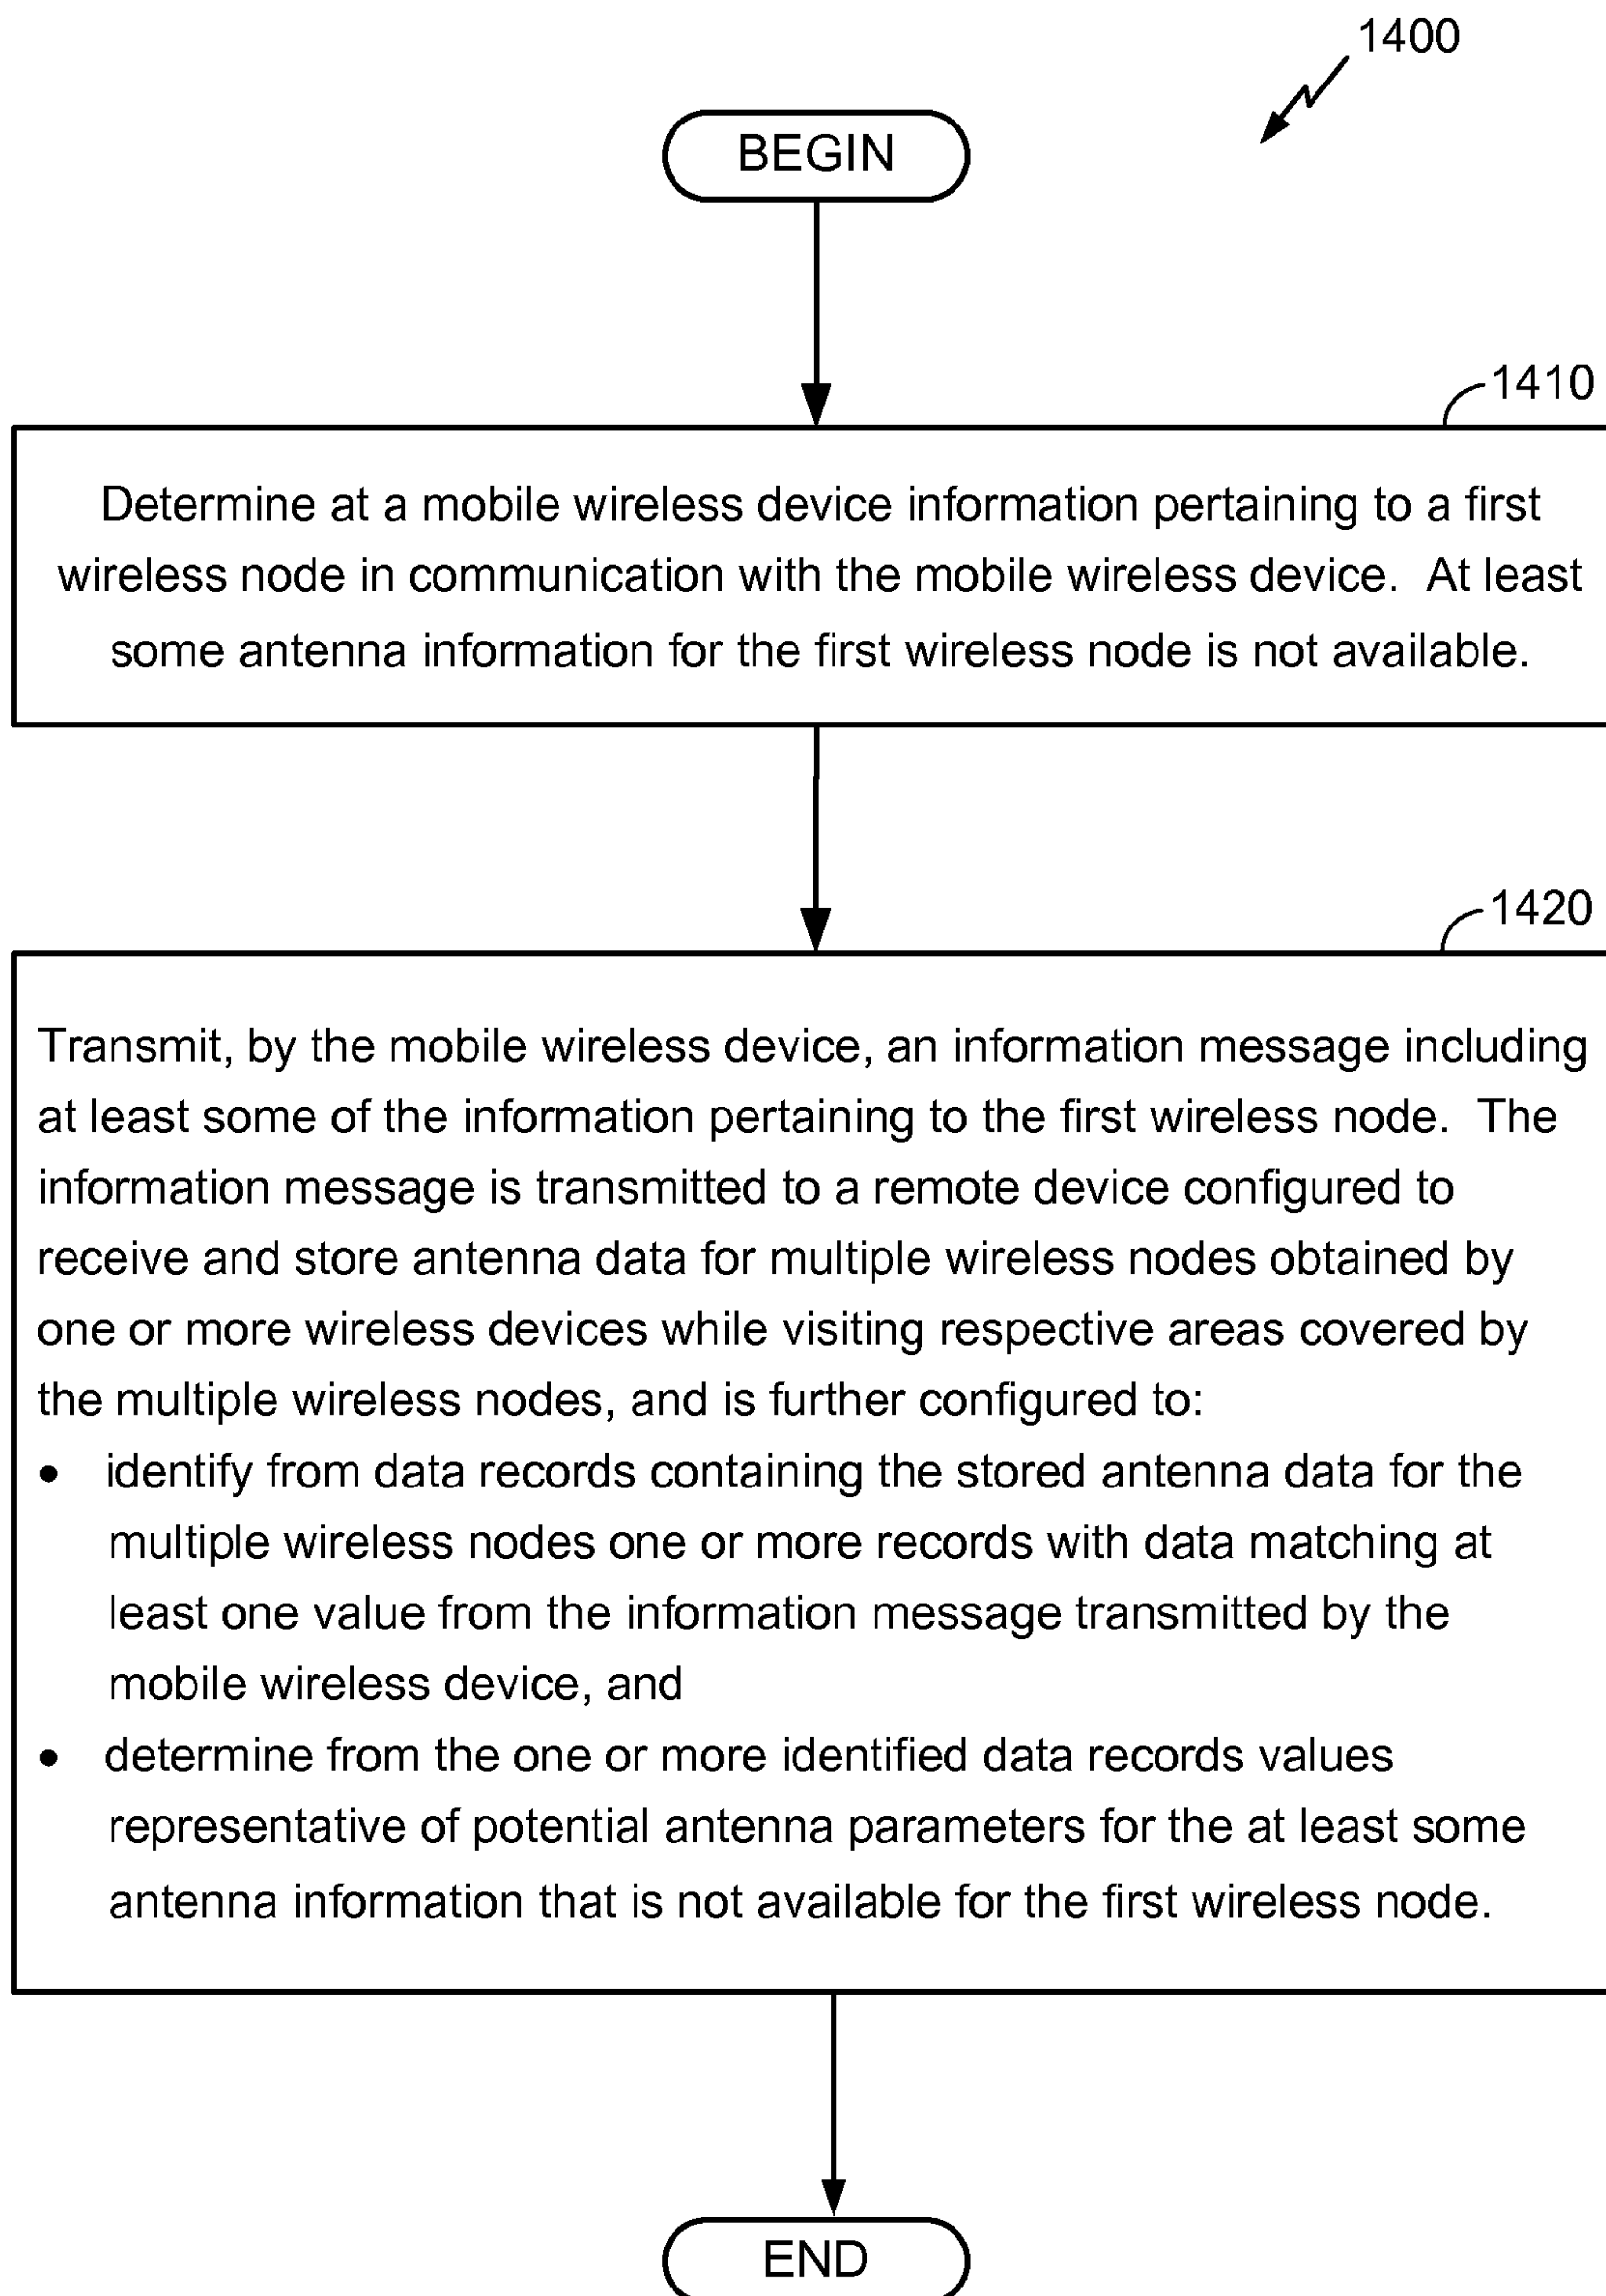 1400
BEGIN
1410
Determine at a mobile wireless device information pertaining to a first
wireless node in communication with the mobile wireless device. At least
some antenna information for the first wireless node is not available.
1420
Transmit, by the mobile wireless device, an information message including
at least some of the information pertaining to the first wireless node. The
information message is transmitted to a remote device configured to
receive and store antenna data for multiple wireless nodes obtained by
one or more wireless devices while visiting respective areas covered by
the multiple wireless nodes, and is further configured to:
• identify from data records containing the stored antenna data for the
multiple wireless nodes one or more records with data matching at
least one value from the information message transmitted by the
mobile wireless device, and
• determine from the one or more identified data records values
representative of potential antenna parameters for the at least some
antenna information that is not available for the first wireless node.
END